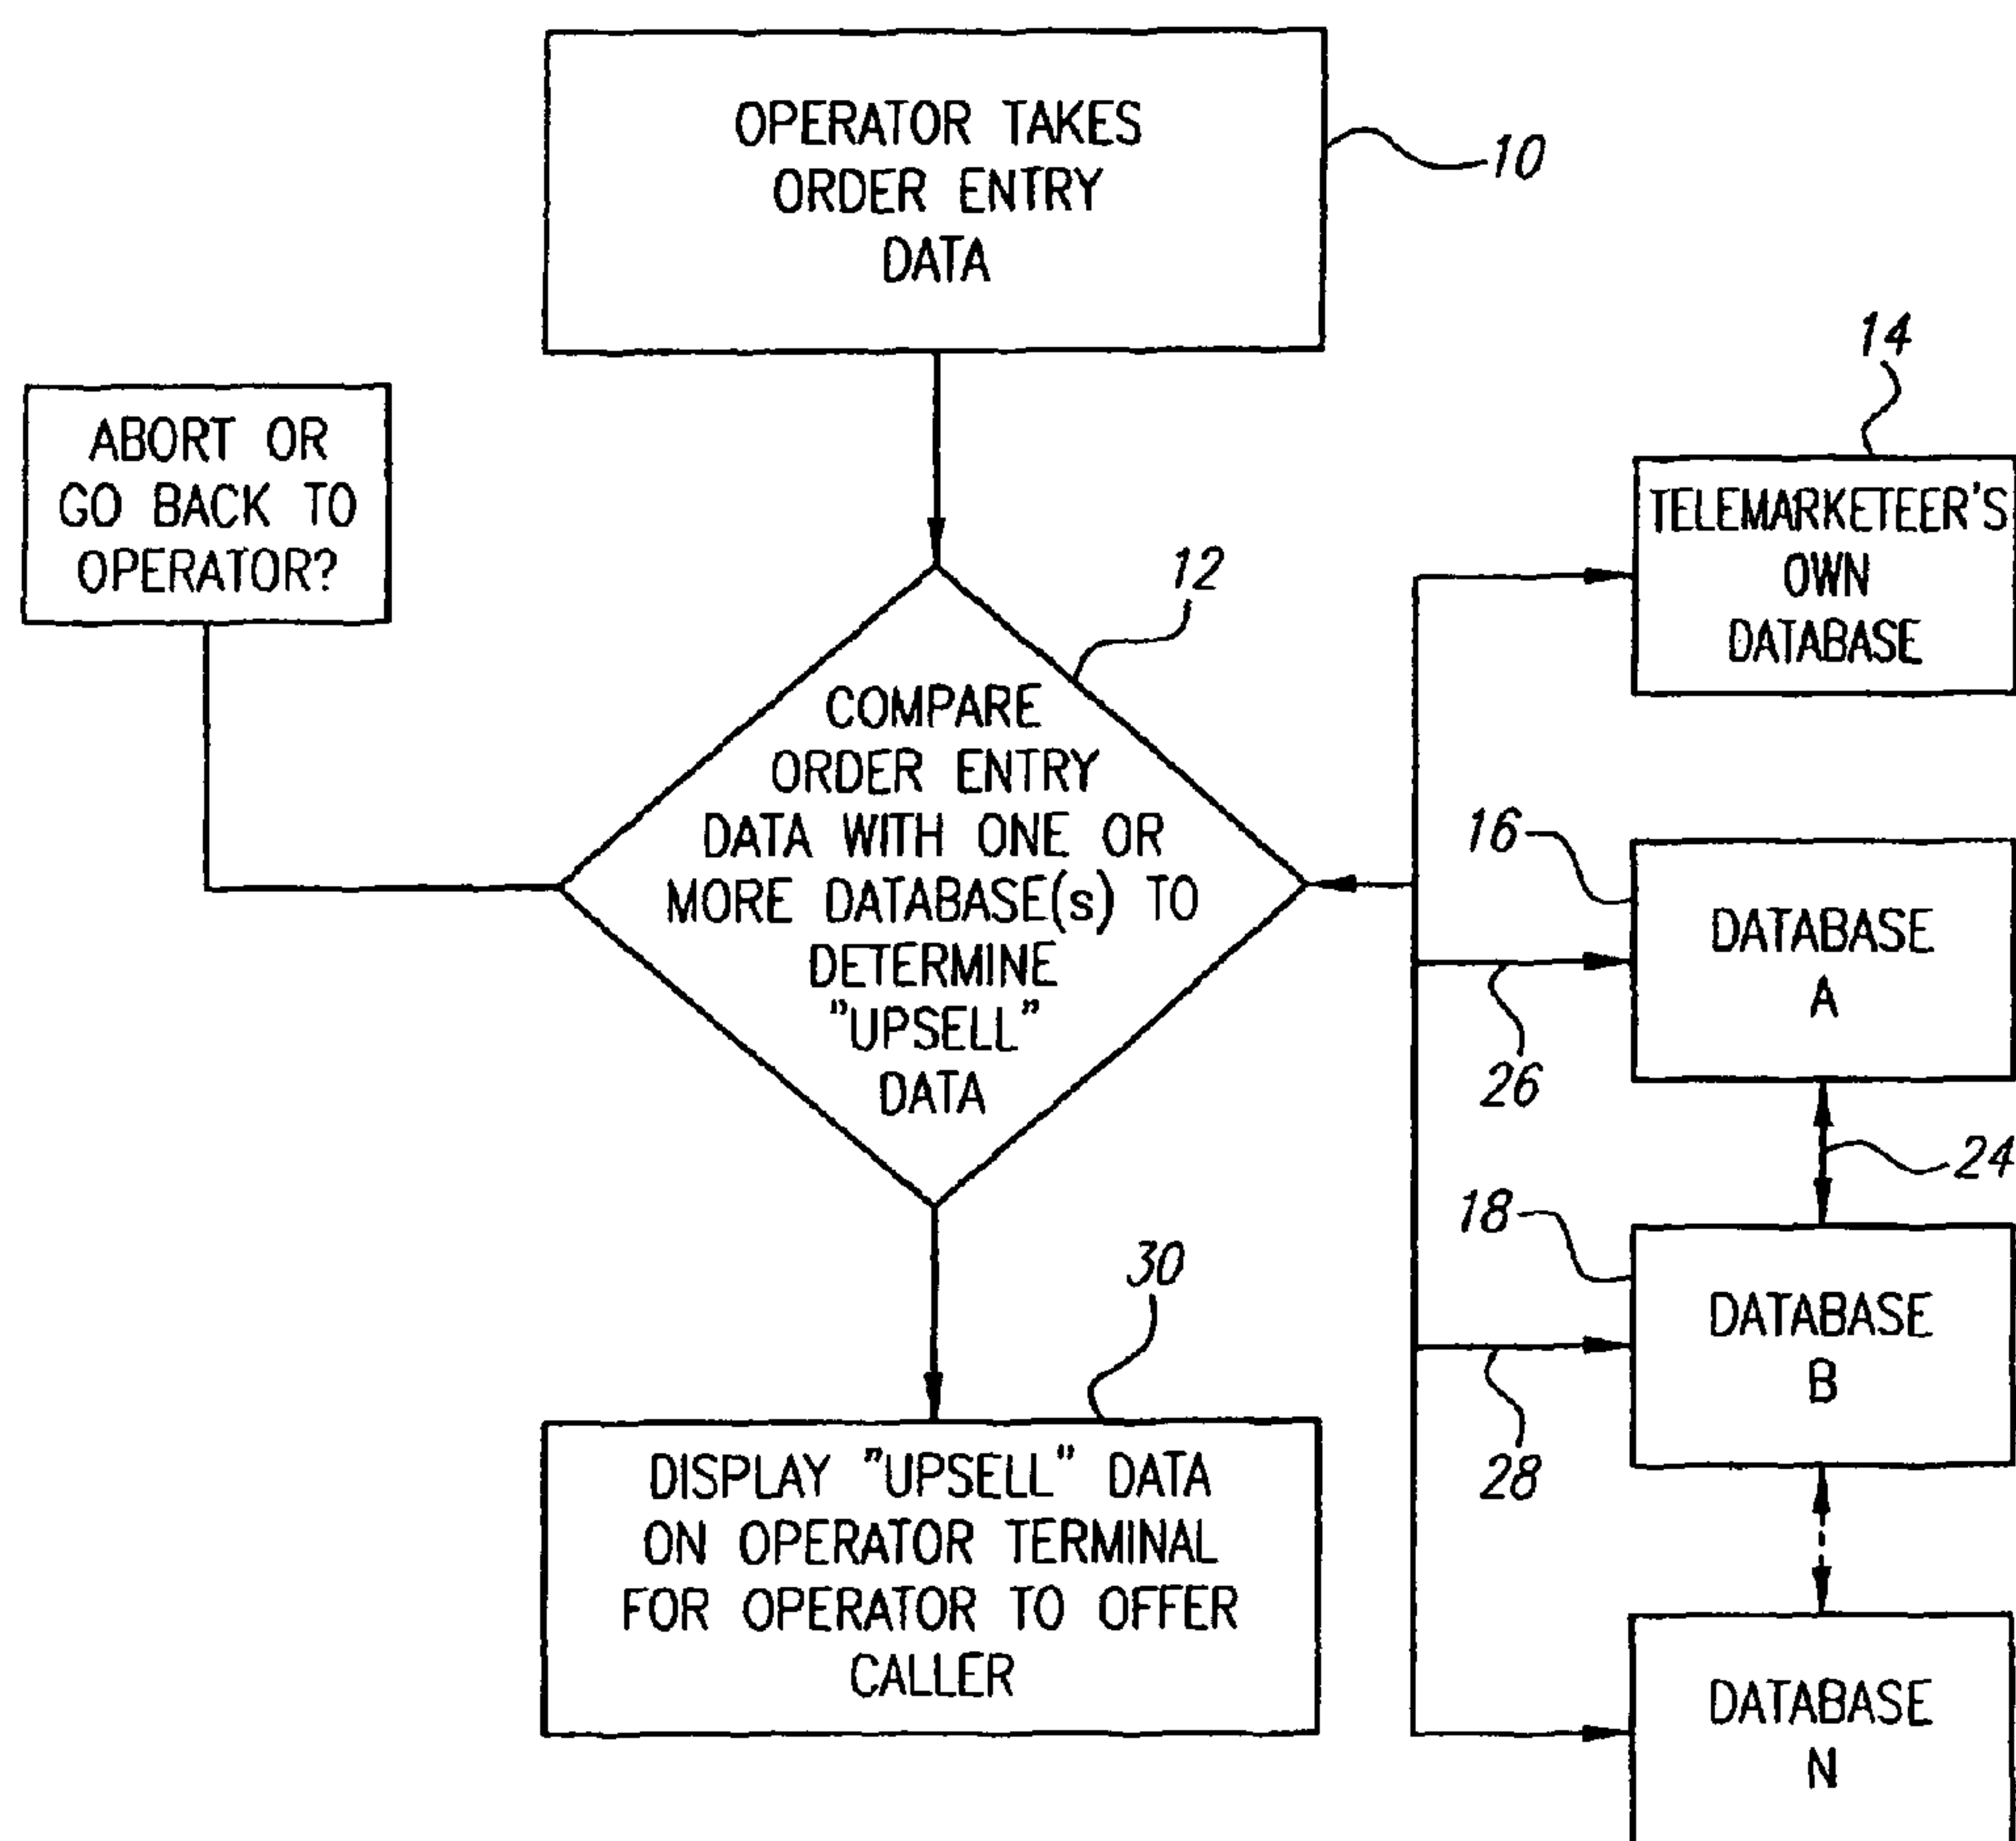 OPERATOR TAKES
ORDER ENTRY
DATA
10
ABORT OR
GO BACK TO
OPERATOR?
14
TELEMARKETEER'S
OWN
DATABASE
12
COMPARE
ORDER ENTRY
DATA WITH ONE OR
MORE DATABASE(s) TO
DETERMINE
"UPSELL"
DATA
16
DATABASE
A
26
24
18
DATABASE
B
28
30
DISPLAY "UPSELL" DATA
ON OPERATOR TERMINAL
FOR OPERATOR TO OFFER
CALLER
DATABASE
N